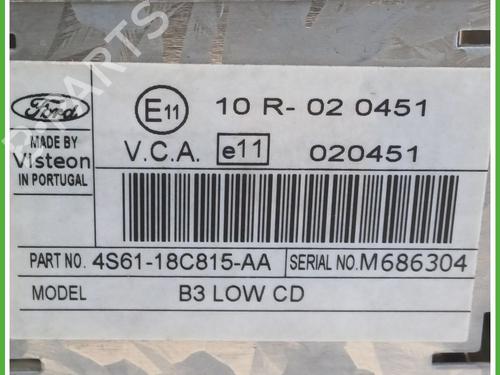 B-PARTS
Ford
E11 10 R- 02 0451
MADE BY
Visteon
IN PORTUGAL
V.C.A. e11 020451
PART NO. 4S61-18C815-AA SERIAL NO. M686304
MODEL B3 LOW CD